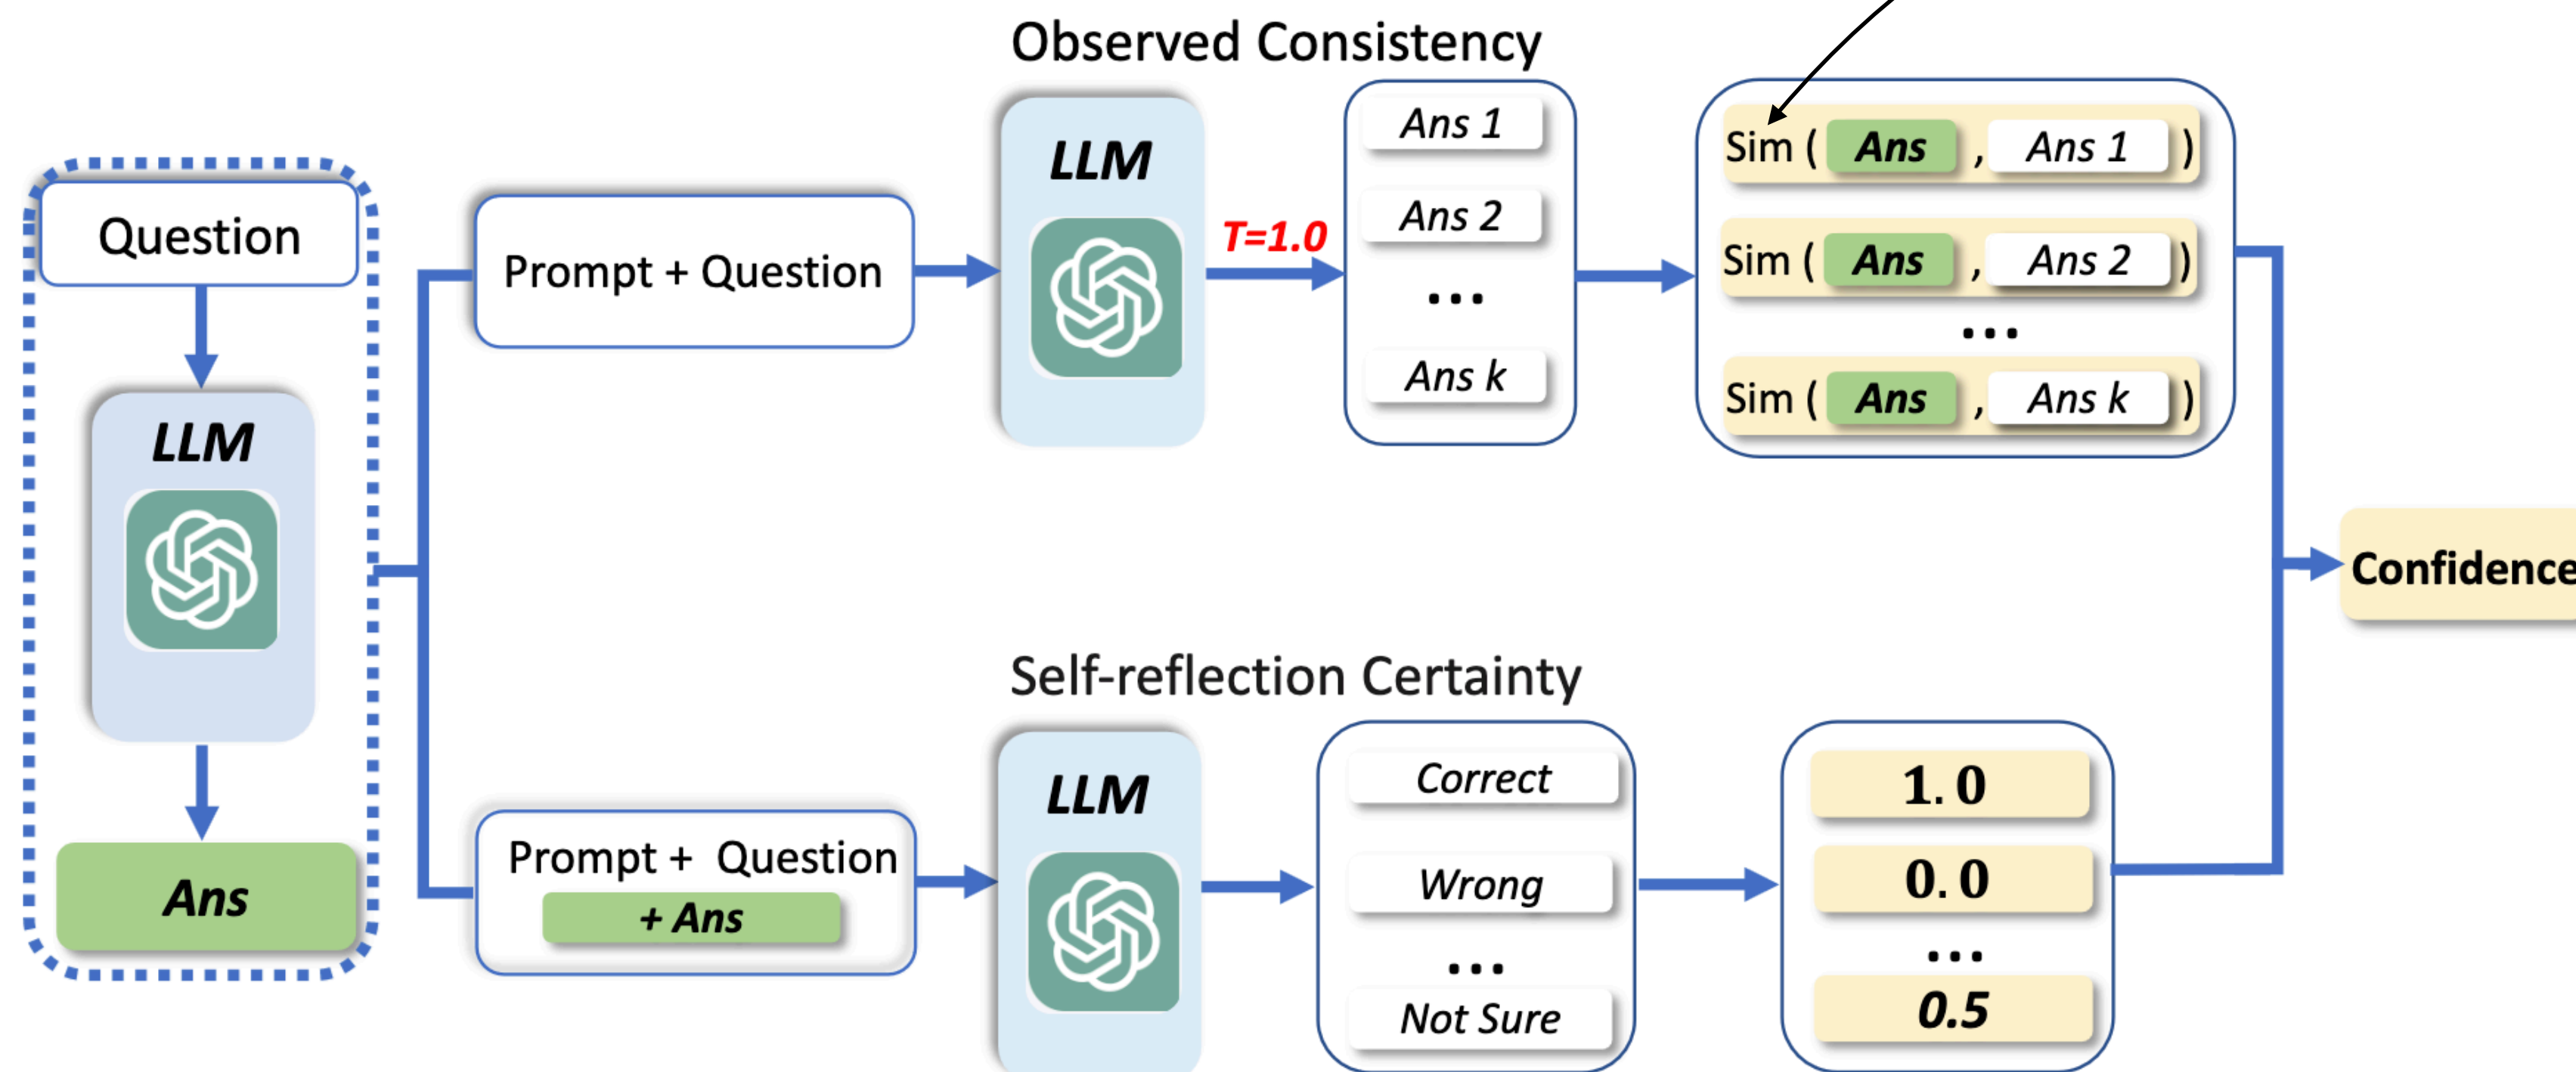 Question
LLM
Ans
Observed Consistency
Prompt + Question
LLM
T=1.0
Ans 1
Ans 2
...
Ans k
Sim ( Ans , Ans 1 )
Sim ( Ans , Ans 2 )
...
Sim ( Ans , Ans k )
Self-reflection Certainty
Prompt + Question
+ Ans
LLM
Correct
Wrong
...
Not Sure
1.0
0.0
...
0.5
Confidence